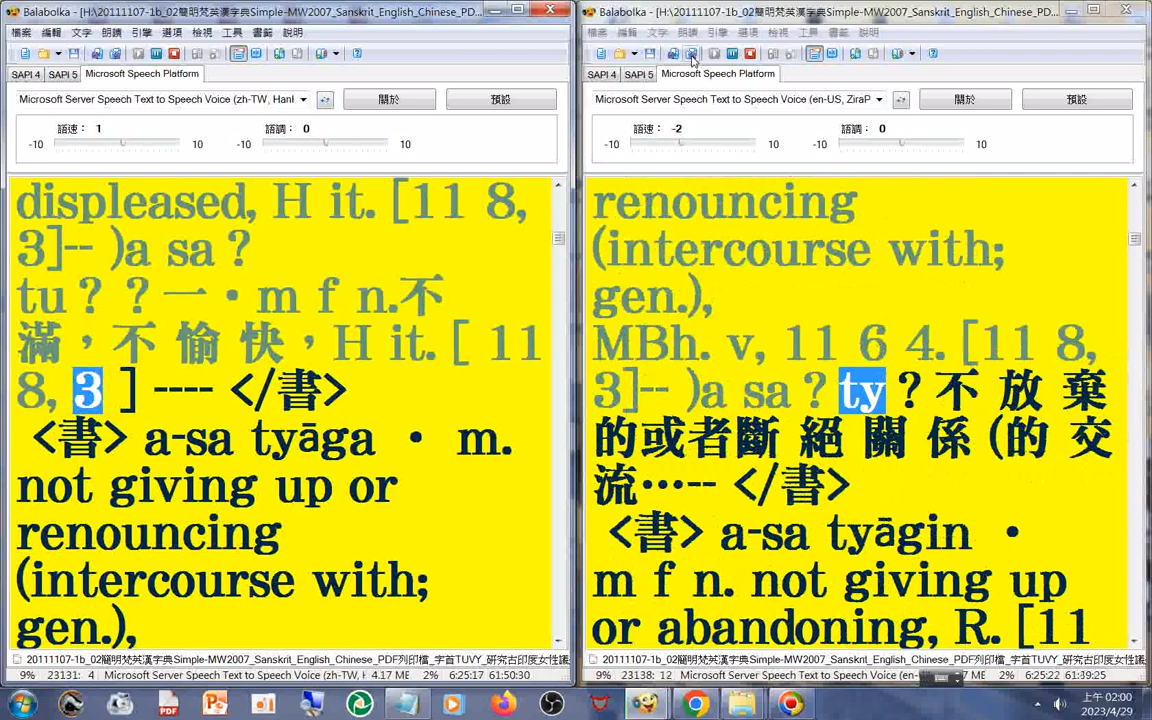 Balabolka - [H:\20111107-1b_02簡明梵英漢字典Simple-MW2007_Sanskrit_English_Chinese_PD...
檔案 編輯 文字 朗讀 引擎 選項 檢視 工具 書籤 說明
SAPI 4 SAPI 5 Microsoft Speech Platform
Microsoft Server Speech Text to Speech Voice (zh-TW, Hanl
關於 預設
語速： 1 語調： 0
-10 10 -10 10
displeased, H it. [11 8,
3]-- )a sa？
tu？？一・m f n.不
滿，不 愉 快，H it. [ 11
8, 3 ] ---- </書>
<書> a-sa tyāga ・ m.
not giving up or
renouncing
(intercourse with;
gen.),
20111107-1b_02簡明梵英漢字典Simple-MW2007_Sanskrit_English_Chinese_PDF列印檔_字首TUVY_研究古印度女性議
9% 23131: 4 Microsoft Server Speech Text to Speech Voice (zh-TW, 4.17 ME 2% 6:25:17 61:50:30
Balabolka - [H:\20111107-1b_02簡明梵英漢字典Simple-MW2007_Sanskrit_English_Chinese_PD...
檔案 編輯 文字 朗讀 引擎 選項 檢視 工具 書籤 說明
SAPI 4 SAPI 5 Microsoft Speech Platform
Microsoft Server Speech Text to Speech Voice (en-US, ZiraP
關於 預設
語速： -2 語調： 0
-10 10 -10 10
renouncing
(intercourse with;
gen.),
MBh. v, 11 6 4. [11 8,
3]-- )a sa？ty？不 放 棄
的或者斷 絕 關 係 (的 交
流…-- </書>
<書> a-sa tyāgin ・
m f n. not giving up
or abandoning, R. [11
20111107-1b_02簡明梵英漢字典Simple-MW2007_Sanskrit_English_Chinese_PDF列印檔_字首TUVY_研究古印度女性議
9% 23138: 12 Microsoft Server Speech Text to Speech Voice (en-US, 4.17 ME 2% 6:25:22 61:39:25
上午 02:00
2023/4/29